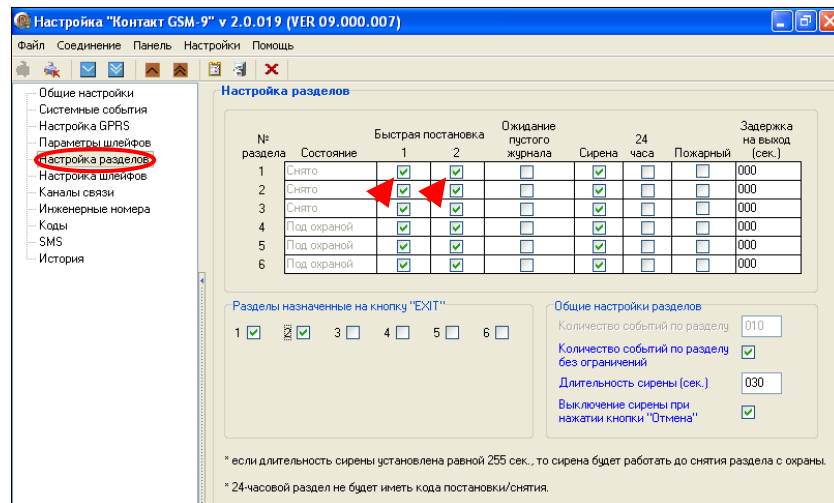 Настройка "Контакт GSM-9" v 2.0.019 (VER 09.000.007)
Файл Соединение Панель Настройки Помощь
Общие настройки
Системные события
Настройка GPRS
Параметры шлейфов
Настройка разделов
Настройка шлейфов
Каналы связи
Инженерные номера
Коды
SMS
История
Настройка разделов
№ раздела Состояние Быстрая постановка 1 2 Ожидание пустого журнала Сирена 24 часа Пожарный Задержка на выход (сек.)
1 Снято 000
2 Снято 000
3 Снято 000
4 Под охраной 000
5 Под охраной 000
6 Под охраной 000
Разделы назначенные на кнопку "EXIT"
1 2 3 4 5 6
Общие настройки разделов
Количество событий по разделу 010
Количество событий по разделу
без ограничений
Длительность сирены (сек.) 030
Выключение сирены при
нажатии кнопки "Отмена"
* если длительность сирены установлена равной 255 сек., то сирена будет работать до снятия раздела с охраны.
* 24-часовой раздел не будет иметь кода постановки/снятия.